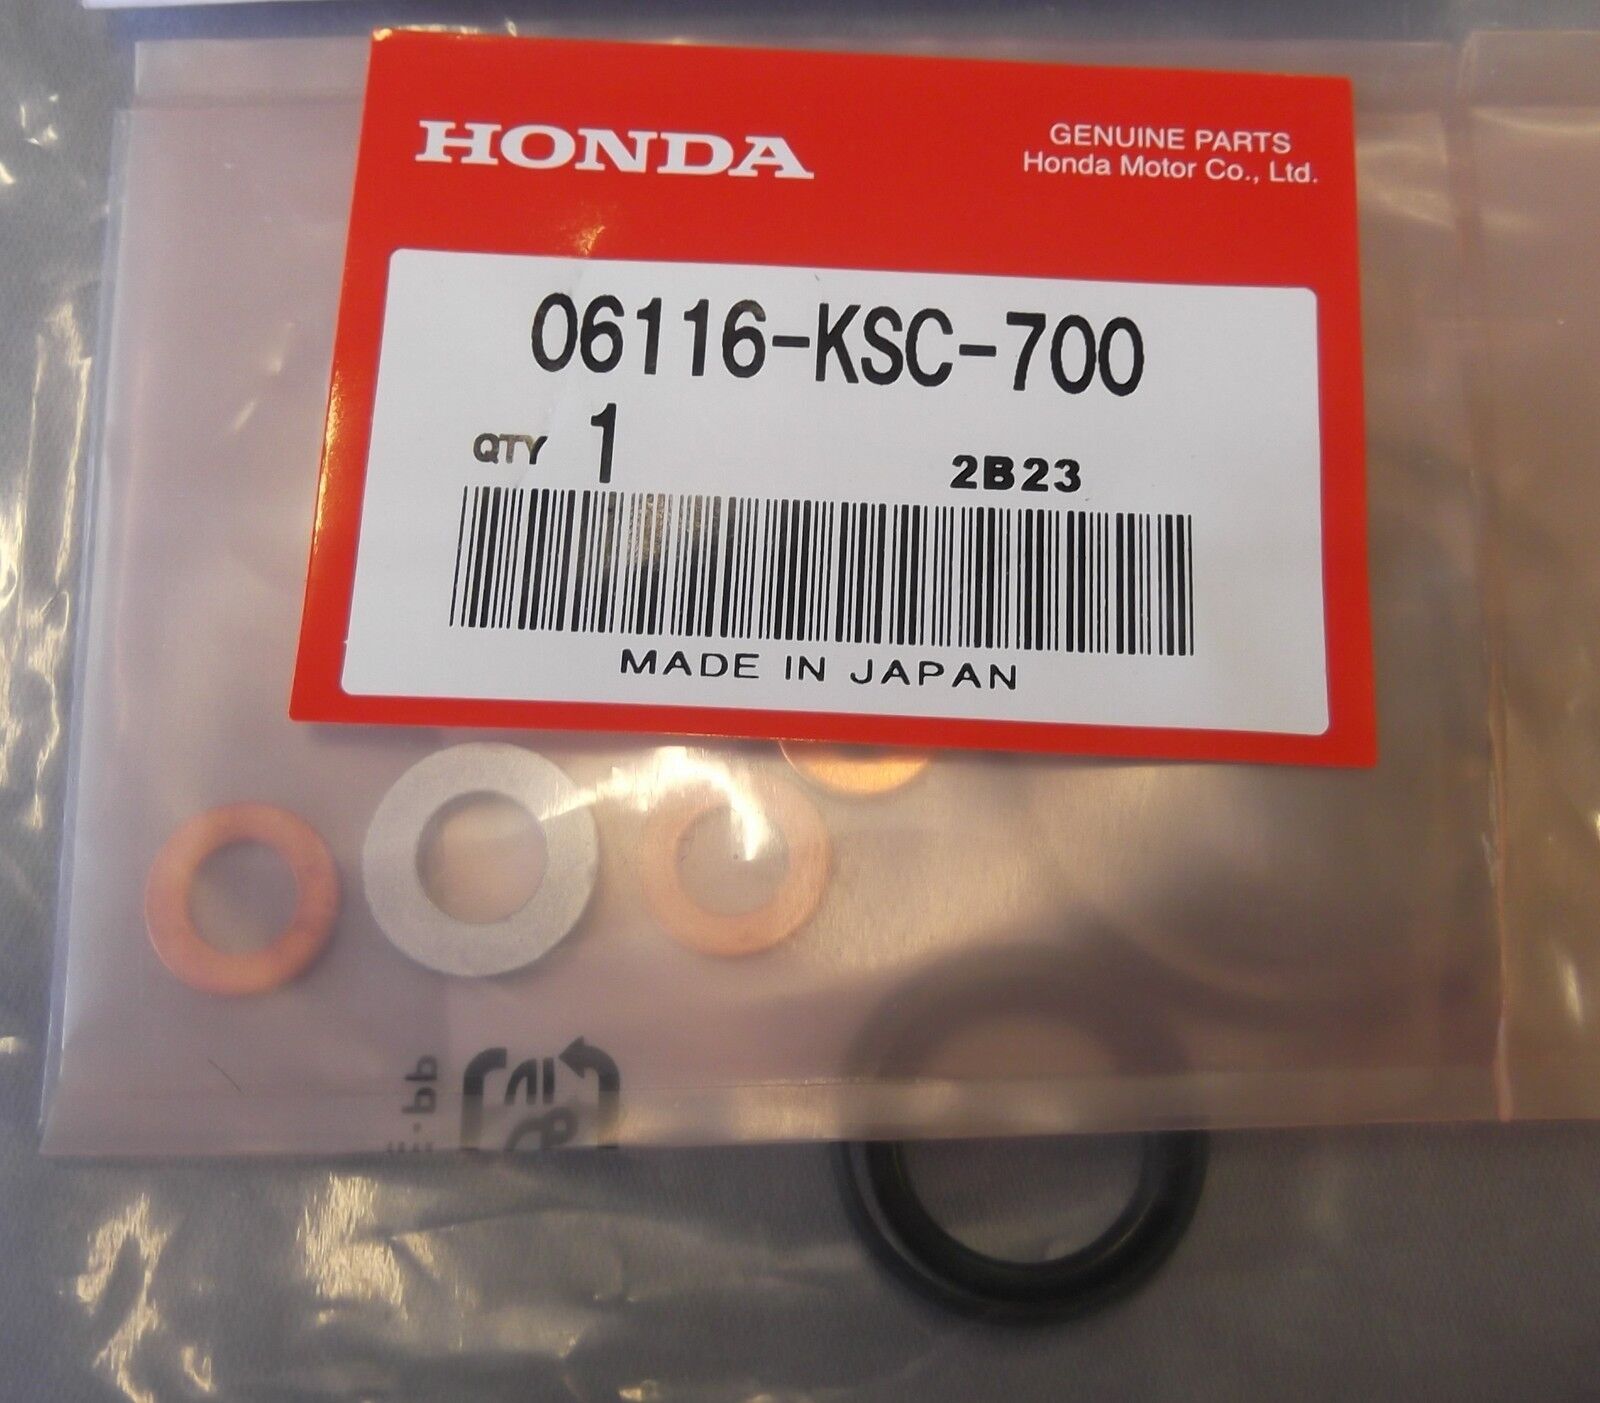 HONDA
GENUINE PARTS
Honda Motor Co., Ltd.
06116-KSC-700
QTY 1
2B23
MADE IN JAPAN